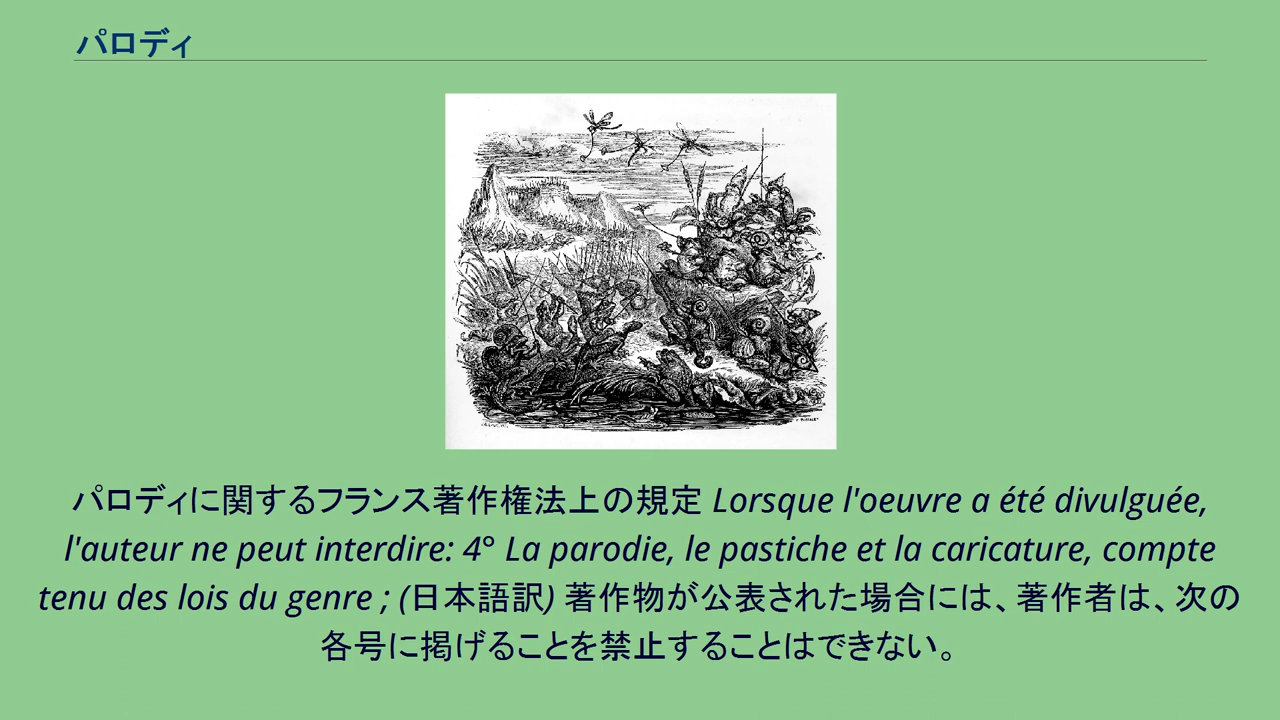 パロディ
パロディに関するフランス著作権法上の規定 Lorsque l'oeuvre a été divulguée,
l'auteur ne peut interdire: 4° La parodie, le pastiche et la caricature, compte
tenu des lois du genre ; (日本語訳) 著作物が公表された場合には、著作者は、次の
各号に掲げることを禁止することはできない。